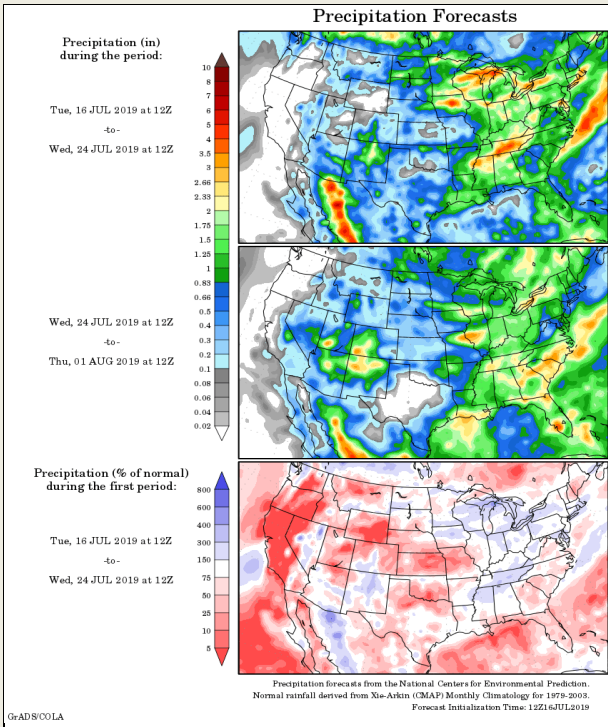 Precipitation Forecasts
Precipitation (in)
during the period:
Tue, 16 JUL 2019 at 12Z
-to-
Wed, 24 JUL 2019 at 12Z
10
8
7
6
5
4
3.5
3
2.66
2.33
2
1.75
1.5
1.25
1
0.83
0.66
0.5
0.4
0.3
0.2
0.1
0.08
0.06
0.04
0.02
Wed, 24 JUL 2019 at 12Z
-to-
Thu, 01 AUG 2019 at 12Z
Precipitation (% of normal)
during the first period:
Tue, 16 JUL 2019 at 12Z
-to-
Wed, 24 JUL 2019 at 12Z
800
600
400
300
150
75
50
25
10
5
Precipitation forecasts from the National Centers for Environmental Prediction.
Normal rainfall derived from Xie-Arkin (CMAP) Monthly Climatology for 1979-2003.
Forecast Initialization Time: 12Z16JUL2019
GrADS/COLA